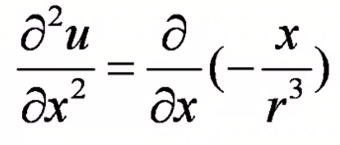 ∂²u/∂x² = ∂/∂x (− x/r³)